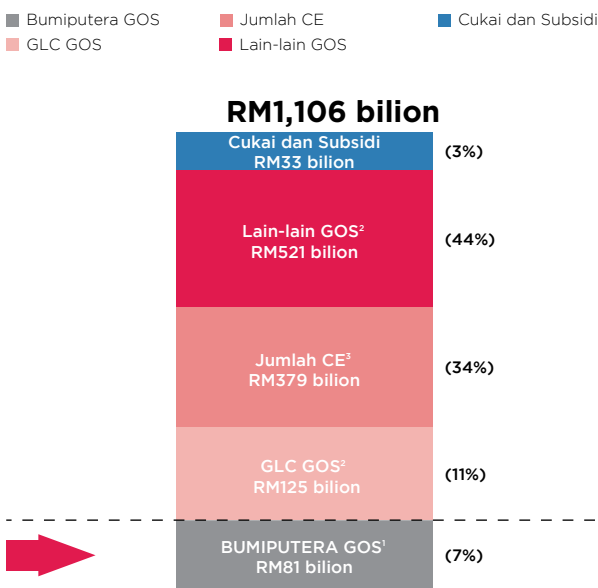 Bumiputera GOS
Jumlah CE
Cukai dan Subsidi
GLC GOS
Lain-lain GOS
RM1,106 bilion
Cukai dan Subsidi
RM33 bilion
(3%)
Lain-lain GOS²
RM521 bilion
(44%)
Jumlah CE³
RM379 bilion
(34%)
GLC GOS²
RM125 bilion
(11%)
BUMIPUTERA GOS¹
RM81 bilion
(7%)